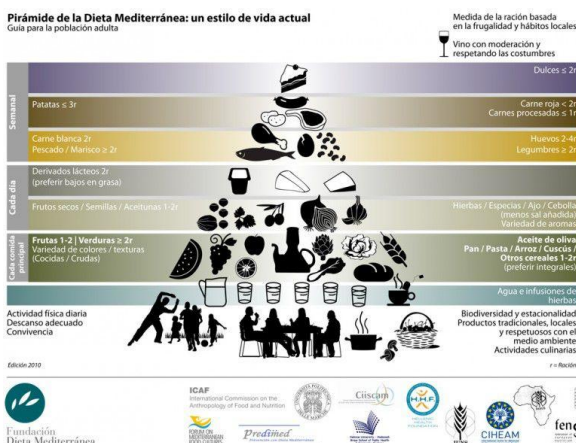 Pirámide de la Dieta Mediterránea: un estilo de vida actual
Guía para la población adulta
Medida de la ración basada
en la frugalidad y hábitos locales
Vino con moderación y
respetando las costumbres
Semanal
Dulces ≤ 2r
Patatas ≤ 3r
Carne roja < 2r
Carnes procesadas ≤ 1r
Carne blanca 2r
Pescado / Marisco ≥ 2r
Huevos 2-4r
Legumbres ≥ 2r
Cada día
Derivados lácteos 2r
(preferir bajos en grasa)
Frutos secos / Semillas / Aceitunas 1-2r
Hierbas / Especias / Ajo / Cebolla
(menos sal añadida)
Variedad de aromas
Cada comida
principal
Frutas 1-2 | Verduras ≥ 2r
Variedad de colores / texturas
(Cocidas / Crudas)
Aceite de oliva
Pan / Pasta / Arroz / Cuscús /
Otros cereales 1-2r
(preferir integrales)
Agua e infusiones de
hierbas
Actividad física diaria
Descanso adecuado
Convivencia
Biodiversidad y estacionalidad
Productos tradicionales, locales
y respetuosos con el
medio ambiente
Actividades culinarias
Edición 2010
r = Ración
Fundación
Dieta Mediterránea
ICAF
International Commission on the
Anthropology of Food and Nutrition
FORUM ON
MEDITERRANEAN
FOOD CULTURES
Predimed
Ciiscam
H.H.F.
CIHEAM